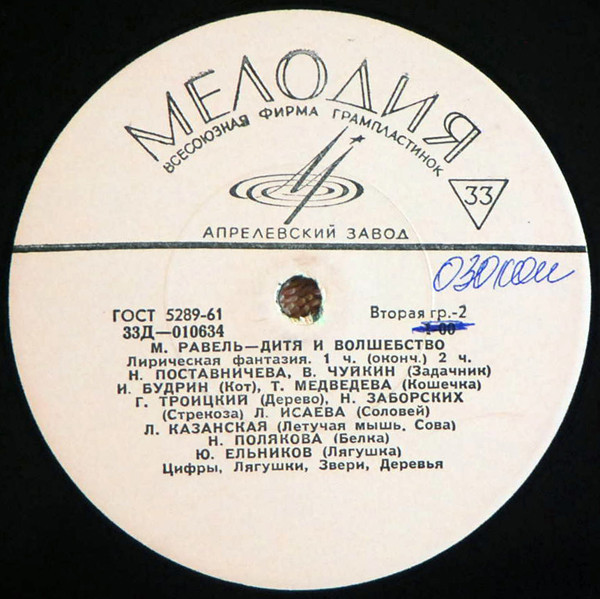 МЕЛОДИЯ
ВСЕСОЮЗНАЯ ФИРМА ГРАМПЛАСТИНОК
33
АПРЕЛЕВСКИЙ ЗАВОД
ГОСТ 5289-61
Вторая гр.-2
33Д—010634
1-00
М. РАВЕЛЬ—ДИТЯ И ВОЛШЕБСТВО
Лирическая фантазия. 1 ч. (оконч.) 2 ч.
Н. ПОСТАВНИЧЕВА, В. ЧУЙКИН (Задачник)
И. БУДРИН (Кот), Т. МЕДВЕДЕВА (Кошечка)
Г. ТРОИЦКИЙ (Дерево), Н. ЗАБОРСКИХ
(Стрекоза) Л. ИСАЕВА (Соловей)
Л. КАЗАНСКАЯ (Летучая мышь, Сова)
Н. ПОЛЯКОВА (Белка)
Ю. ЕЛЬНИКОВ (Лягушка)
Цифры, Лягушки, Звери, Деревья